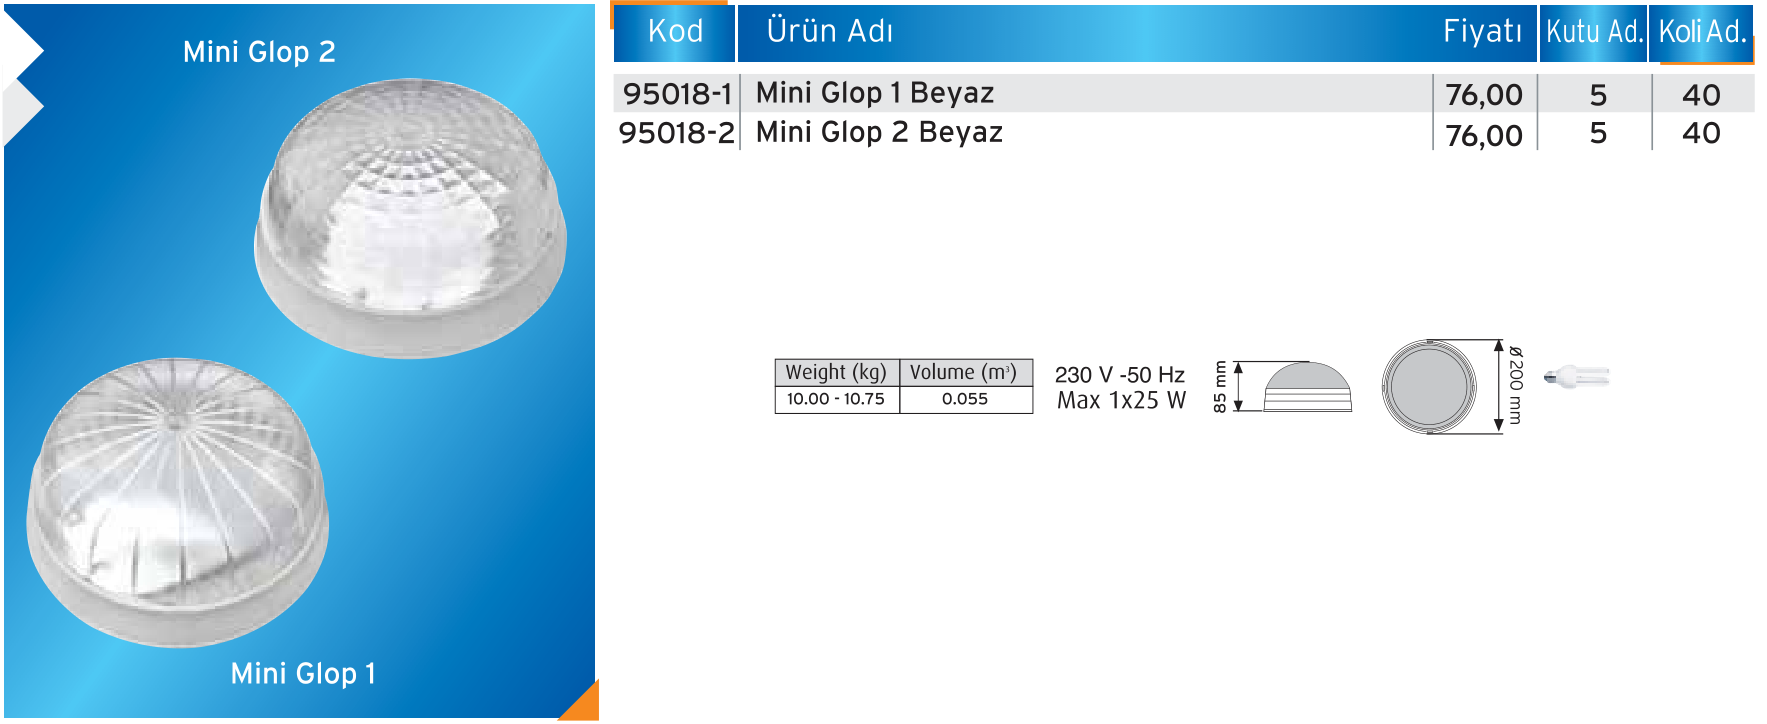 Mini Glop 2
Mini Glop 1
Kod Ürün Adı Fiyatı Kutu Ad. Koli Ad.
95018-1 Mini Glop 1 Beyaz 76,00 5 40
95018-2 Mini Glop 2 Beyaz 76,00 5 40
Weight (kg) Volume (m³)
10.00 - 10.75 0.055
230 V -50 Hz
Max 1x25 W
85 mm
ø 200 mm